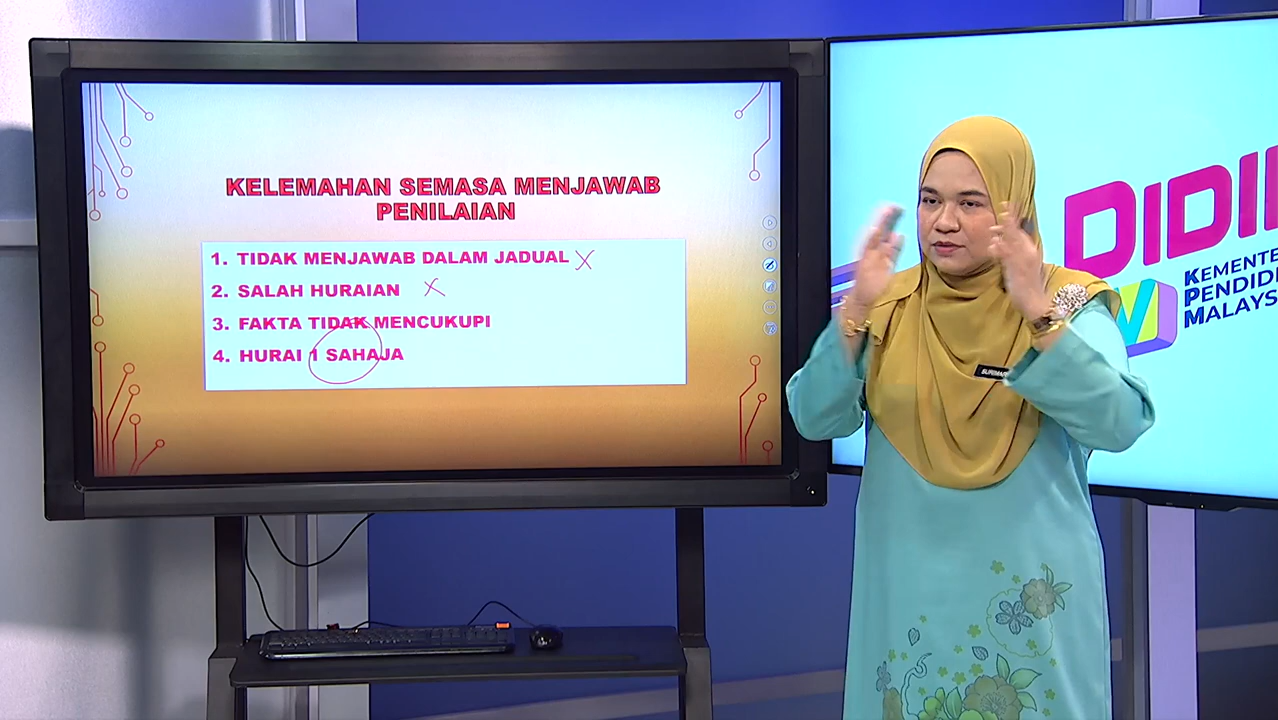 KELEMAHAN SEMASA MENJAWAB
PENILAIAN
1. TIDAK MENJAWAB DALAM JADUAL
2. SALAH HURAIAN
3. FAKTA TIDAK MENCUKUPI
4. HURAI 1 SAHAJA
DIDI
KEMENTE
PENDIDI
MALAYS